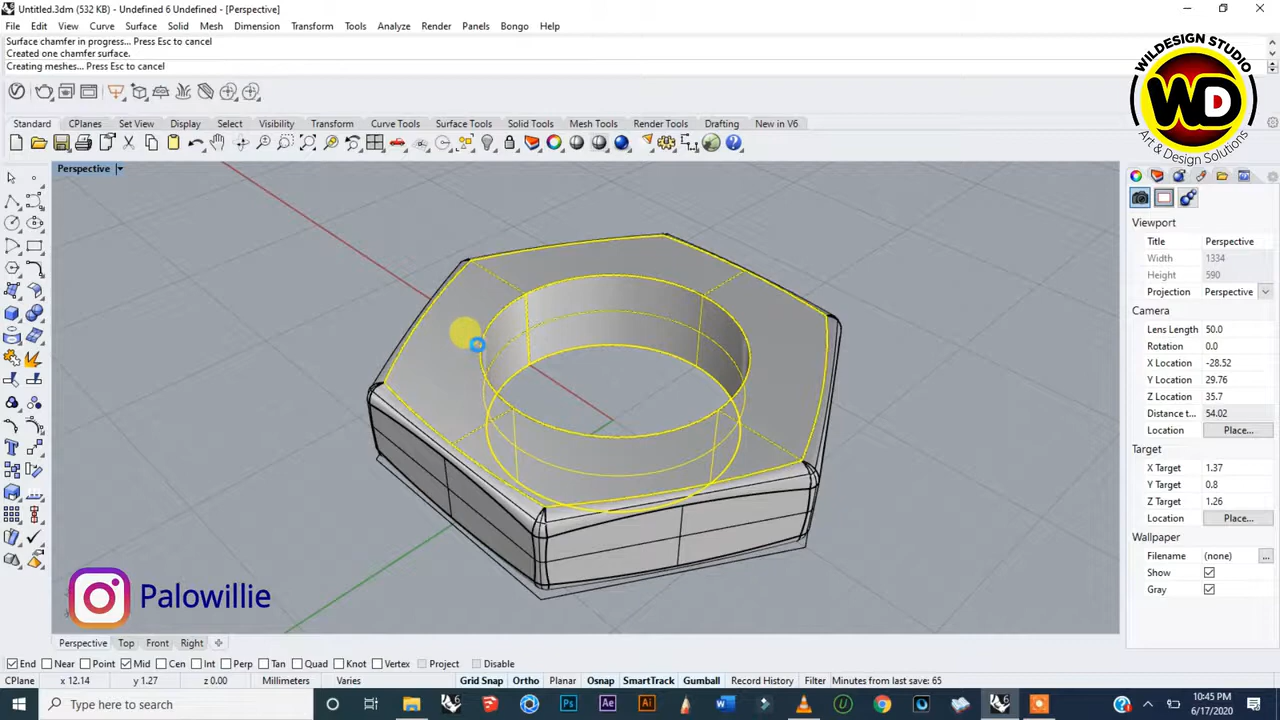 Untitled.3dm (532 KB) - Undefined 6 Undefined - [Perspective]
File Edit View Curve Surface Solid Mesh Dimension Transform Tools Analyze Render Panels Bongo Help
Surface chamfer in progress... Press Esc to cancel
Created one chamfer surface.
Creating meshes... Press Esc to cancel
WILDESIGN STUDIO
WD
Art & Design Solutions
Standard CPlanes Set View Display Select Visibility Transform Curve Tools Surface Tools Solid Tools Mesh Tools Render Tools Drafting New in V6
Perspective
Viewport
Title Perspective
Width 1334
Height 590
Projection Perspective
Camera
Lens Length 50.0
Rotation 0.0
X Location -28.52
Y Location 29.76
Z Location 35.7
Distance t... 54.02
Location Place...
Target
X Target 1.37
Y Target 0.8
Z Target 1.26
Location Place...
Wallpaper
Filename (none) ...
Show
Gray
Palowillie
Perspective Top Front Right
End Near Point Mid Cen Int Perp Tan Quad Knot Vertex Project Disable
CPlane x 12.14 y 1.27 z 0.00 Millimeters Varies Grid Snap Ortho Planar Osnap SmartTrack Gumball Record History Filter Minutes from last save: 65
Type here to search
10:45 PM
6/17/2020